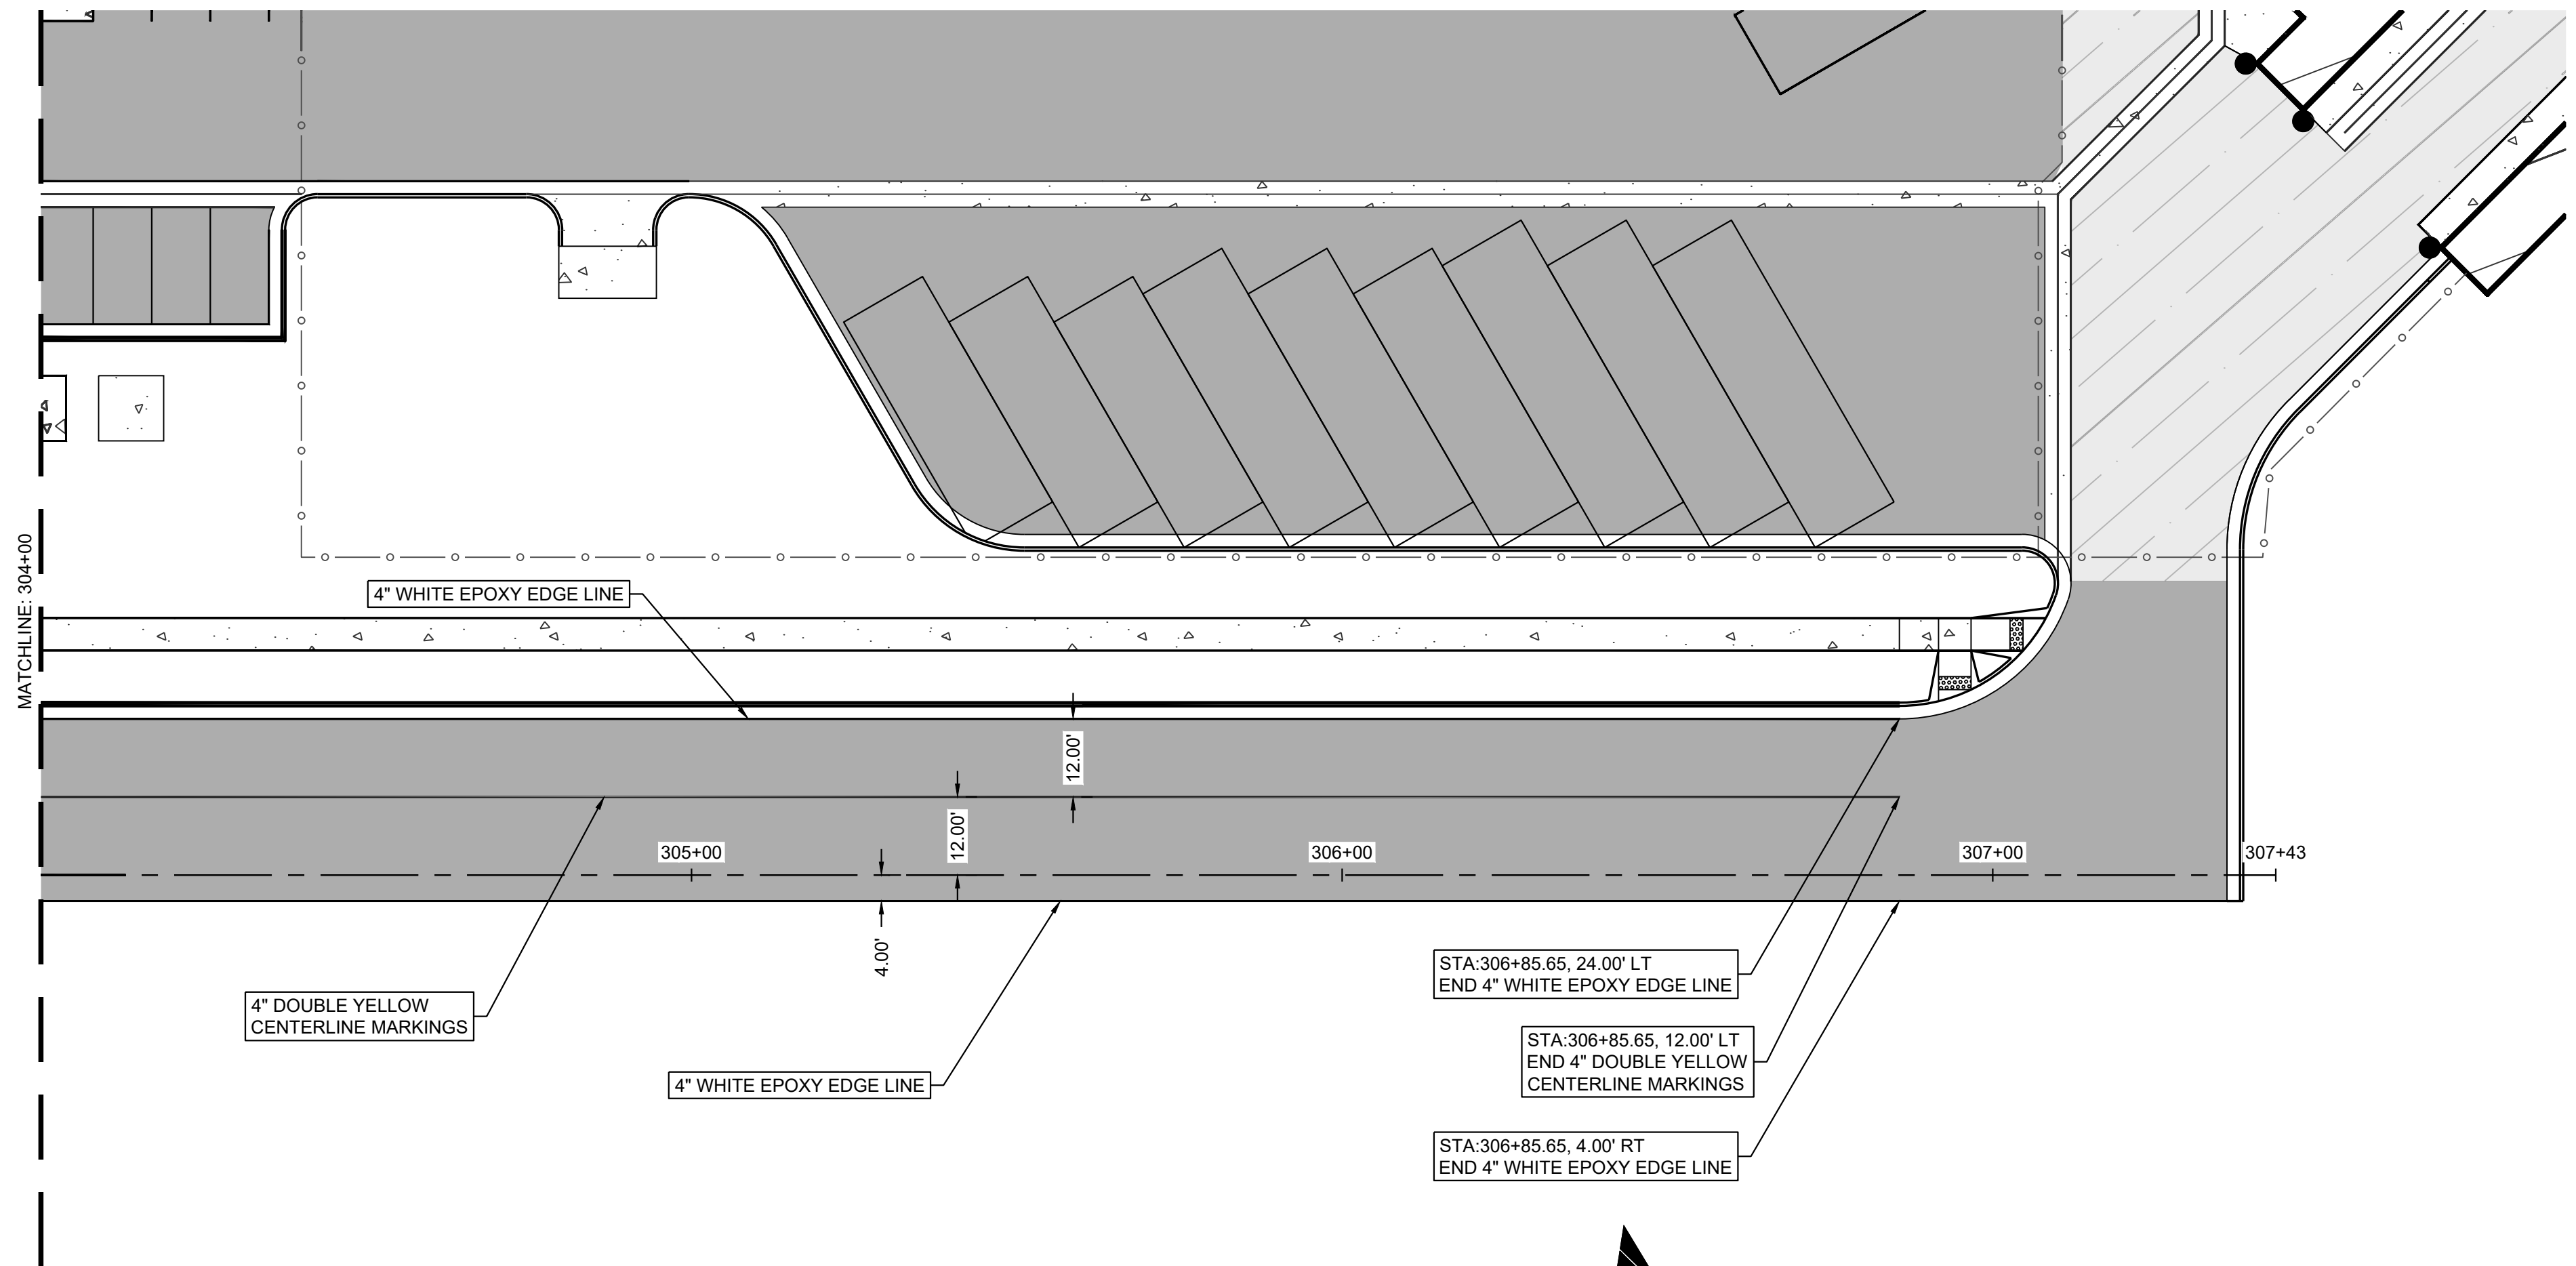 MATCHLINE: 304+00
4" WHITE EPOXY EDGE LINE
12.00'
12.00'
305+00
306+00
307+00
307+43
4.00'
STA:306+85.65, 24.00' LT
END 4" WHITE EPOXY EDGE LINE
4" DOUBLE YELLOW
CENTERLINE MARKINGS
STA:306+85.65, 12.00' LT
END 4" DOUBLE YELLOW
CENTERLINE MARKINGS
4" WHITE EPOXY EDGE LINE
STA:306+85.65, 4.00' RT
END 4" WHITE EPOXY EDGE LINE